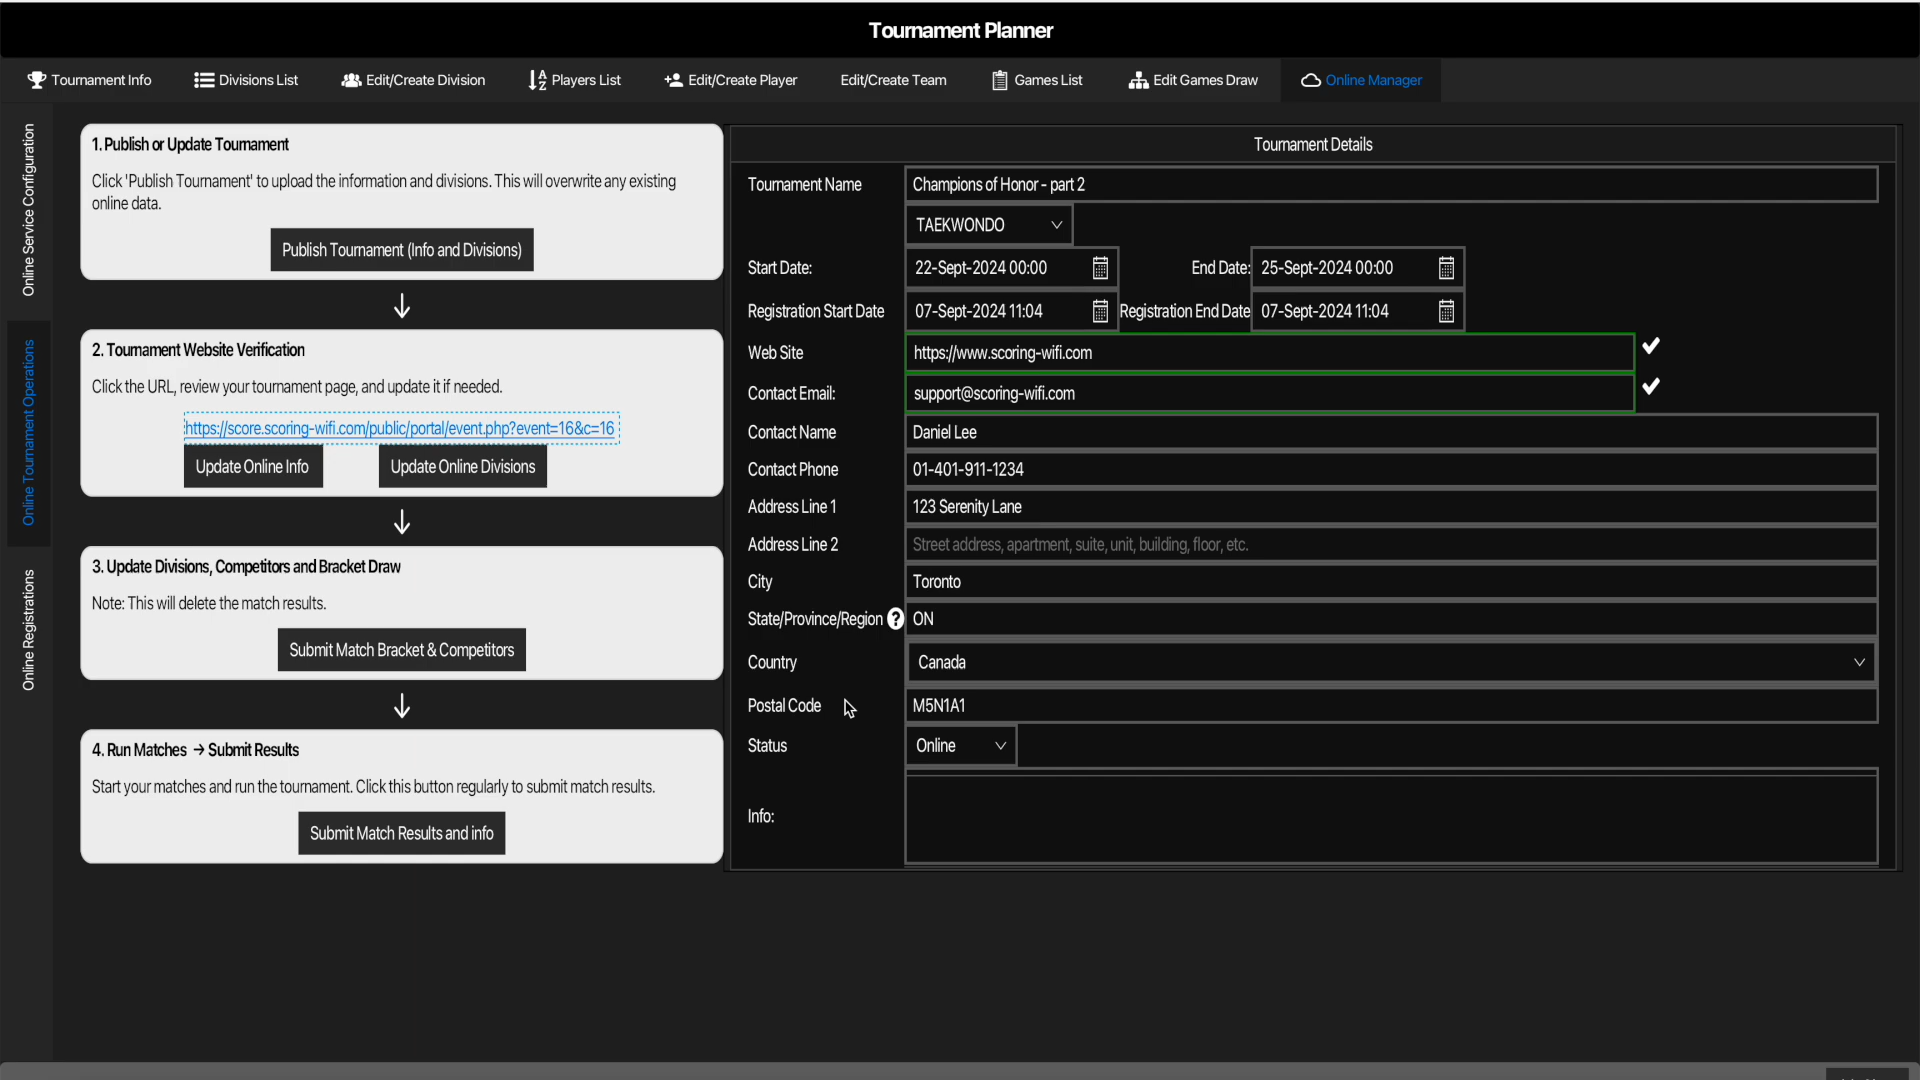 Tournament Planner
Tournament Info
Divisions List
Edit/Create Division
Players List
Edit/Create Player
Edit/Create Team
Games List
Edit Games Draw
Online Manager
Online Service Configuration
Online Tournament Operations
Online Registrations
1. Publish or Update Tournament
Click 'Publish Tournament' to upload the information and divisions. This will overwrite any existing
online data.
Publish Tournament (Info and Divisions)
2. Tournament Website Verification
Click the URL, review your tournament page, and update it if needed.
https://score.scoring-wifi.com/public/portal/event.php?event=16&c=16
Update Online Info
Update Online Divisions
3. Update Divisions, Competitors and Bracket Draw
Note: This will delete the match results.
Submit Match Bracket & Competitors
4. Run Matches → Submit Results
Start your matches and run the tournament. Click this button regularly to submit match results.
Submit Match Results and info
Tournament Details
Tournament Name Champions of Honor - part 2
TAEKWONDO
Start Date: 22-Sept-2024 00:00 End Date: 25-Sept-2024 00:00
Registration Start Date 07-Sept-2024 11:04 Registration End Date 07-Sept-2024 11:04
Web Site https://www.scoring-wifi.com
Contact Email: support@scoring-wifi.com
Contact Name Daniel Lee
Contact Phone 01-401-911-1234
Address Line 1 123 Serenity Lane
Address Line 2 Street address, apartment, suite, unit, building, floor, etc.
City Toronto
State/Province/Region ? ON
Country Canada
Postal Code M5N1A1
Status Online
Info: